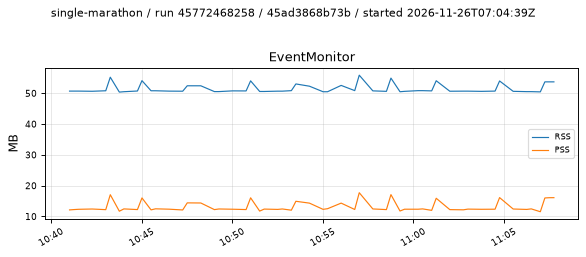 single-marathon / run 45772468258 / 45ad3868b73b / started 2026-11-26T07:04:39Z
EventMonitor
MB
50
40
30
20
10
RSS
PSS
10:40
10:45
10:50
10:55
11:00
11:05